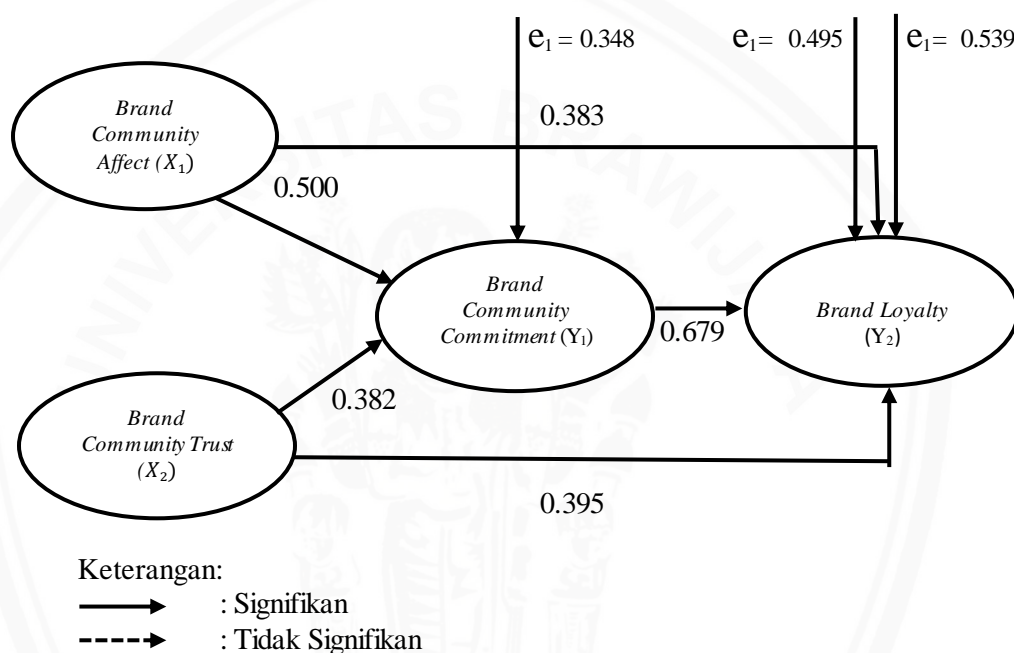 e₁ = 0.348
e₁= 0.495
e₁= 0.539
Brand
Community
Affect (X₁)
0.383
0.500
UNIVERSITAS BRAWIJAYA
Brand
Community
Commitment (Y₁)
0.679
Brand Loyalty
(Y₂)
0.382
Brand
Community Trust
(X₂)
0.395
Keterangan:
: Signifikan
: Tidak Signifikan